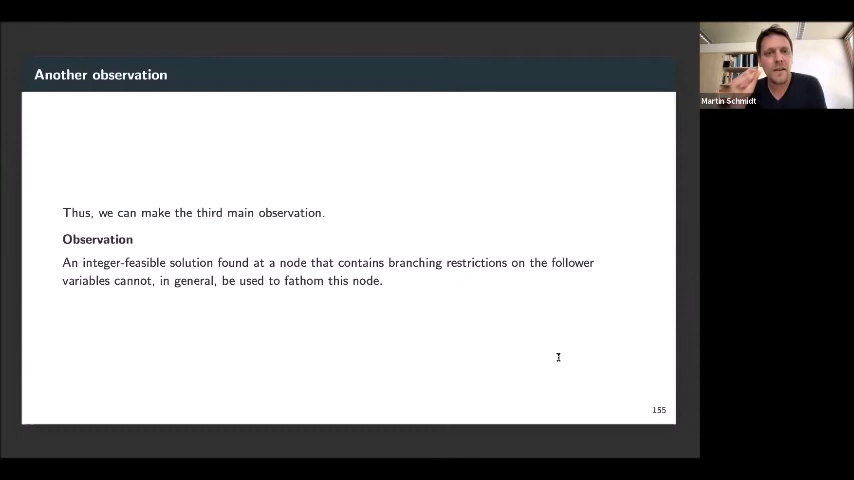 Another observation
Martin Schmidt
Thus, we can make the third main observation.
Observation
An integer-feasible solution found at a node that contains branching restrictions on the follower
variables cannot, in general, be used to fathom this node.
155